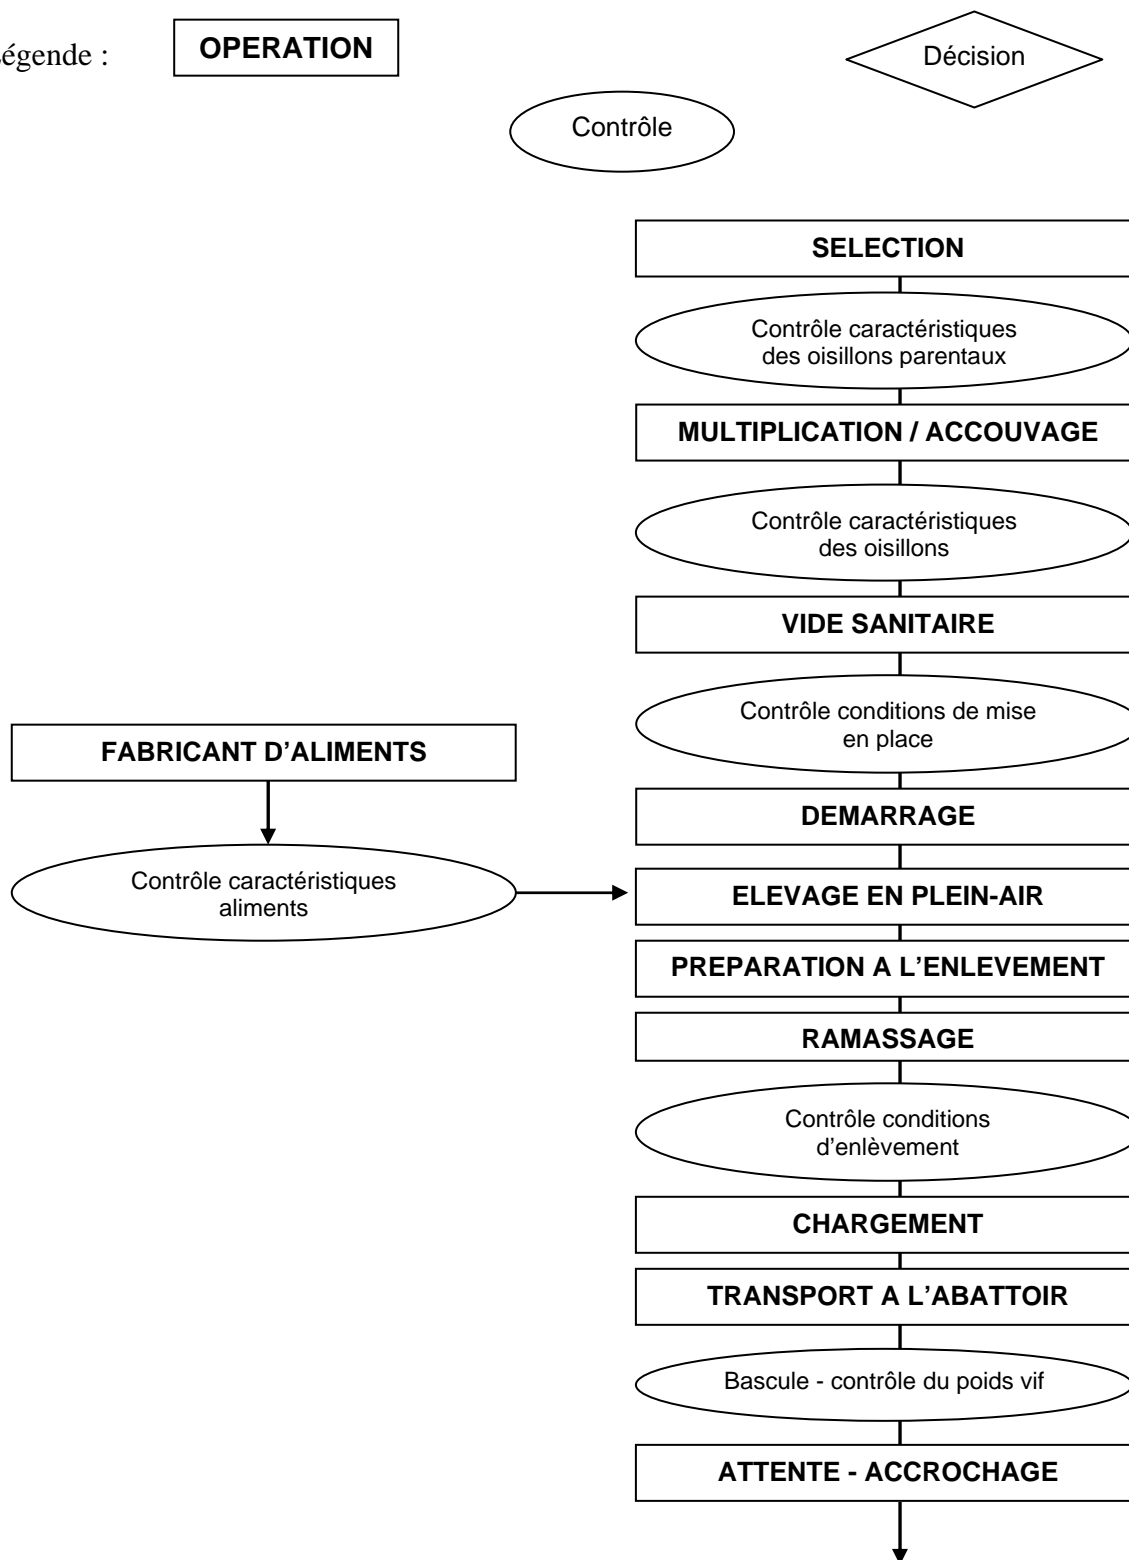 égende :
OPERATION
Décision
Contrôle
SELECTION
Contrôle caractéristiques
des oisillons parentaux
MULTIPLICATION / ACCOUVAGE
Contrôle caractéristiques
des oisillons
VIDE SANITAIRE
Contrôle conditions de mise
en place
FABRICANT D’ALIMENTS
DEMARRAGE
Contrôle caractéristiques
aliments
ELEVAGE EN PLEIN-AIR
PREPARATION A L’ENLEVEMENT
RAMASSAGE
Contrôle conditions
d’enlèvement
CHARGEMENT
TRANSPORT A L’ABATTOIR
Bascule - contrôle du poids vif
ATTENTE - ACCROCHAGE